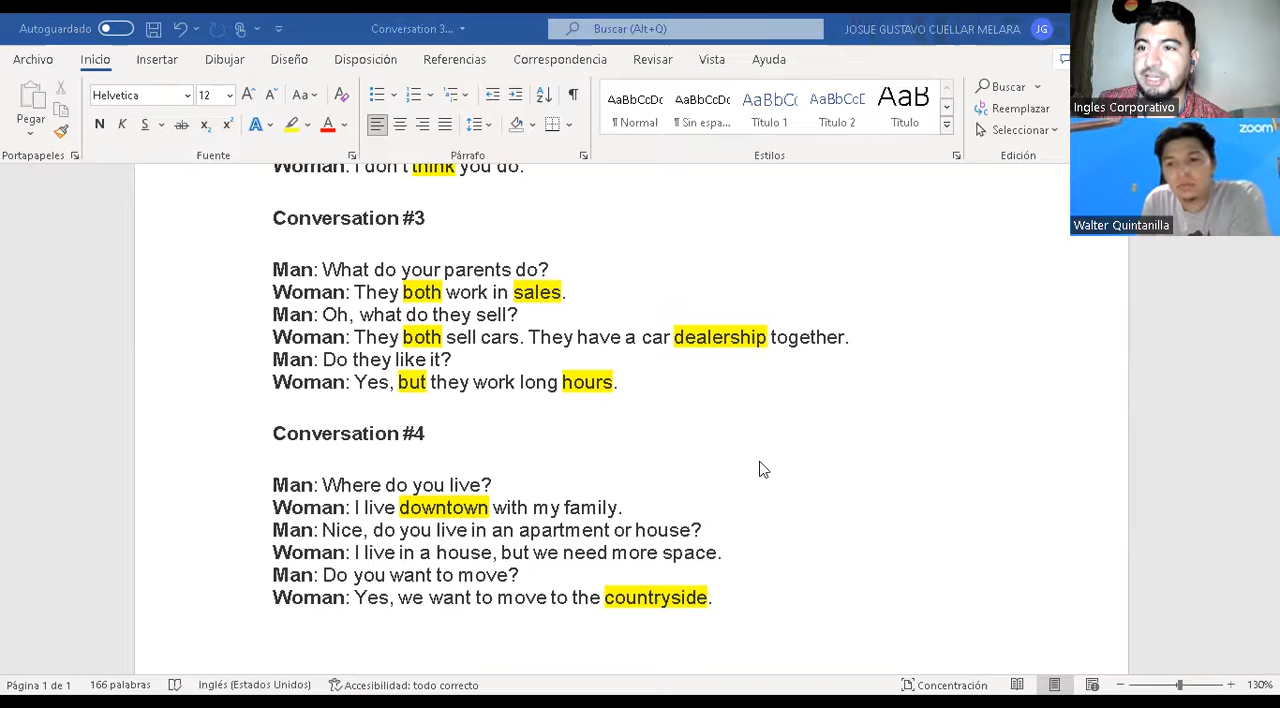 Autoguardado
Conversation 3...
Buscar (Alt+Q)
JOSUE GUSTAVO CUELLAR MELARA
JG
Archivo Inicio Insertar Dibujar Diseño Disposición Referencias Correspondencia Revisar Vista Ayuda
Pegar
Helvetica
12
Aa
N K S ab x₂ x² A A
AaBbCcDc AaBbCcDc AaBbCc AaBbCcD AaB
¶ Normal ¶ Sin espa... Título 1 Título 2 Título
Buscar
Reemplazar
Seleccionar
Portapapeles Fuente Párrafo Estilos Edición
Ingles Corporativo
zoom
Walter Quintanilla
Woman: I don't think you do.
Conversation #3
Man: What do your parents do?
Woman: They both work in sales.
Man: Oh, what do they sell?
Woman: They both sell cars. They have a car dealership together.
Man: Do they like it?
Woman: Yes, but they work long hours.
Conversation #4
Man: Where do you live?
Woman: I live downtown with my family.
Man: Nice, do you live in an apartment or house?
Woman: I live in a house, but we need more space.
Man: Do you want to move?
Woman: Yes, we want to move to the countryside.
Página 1 de 1 166 palabras Inglés (Estados Unidos) Accesibilidad: todo correcto Concentración 130%